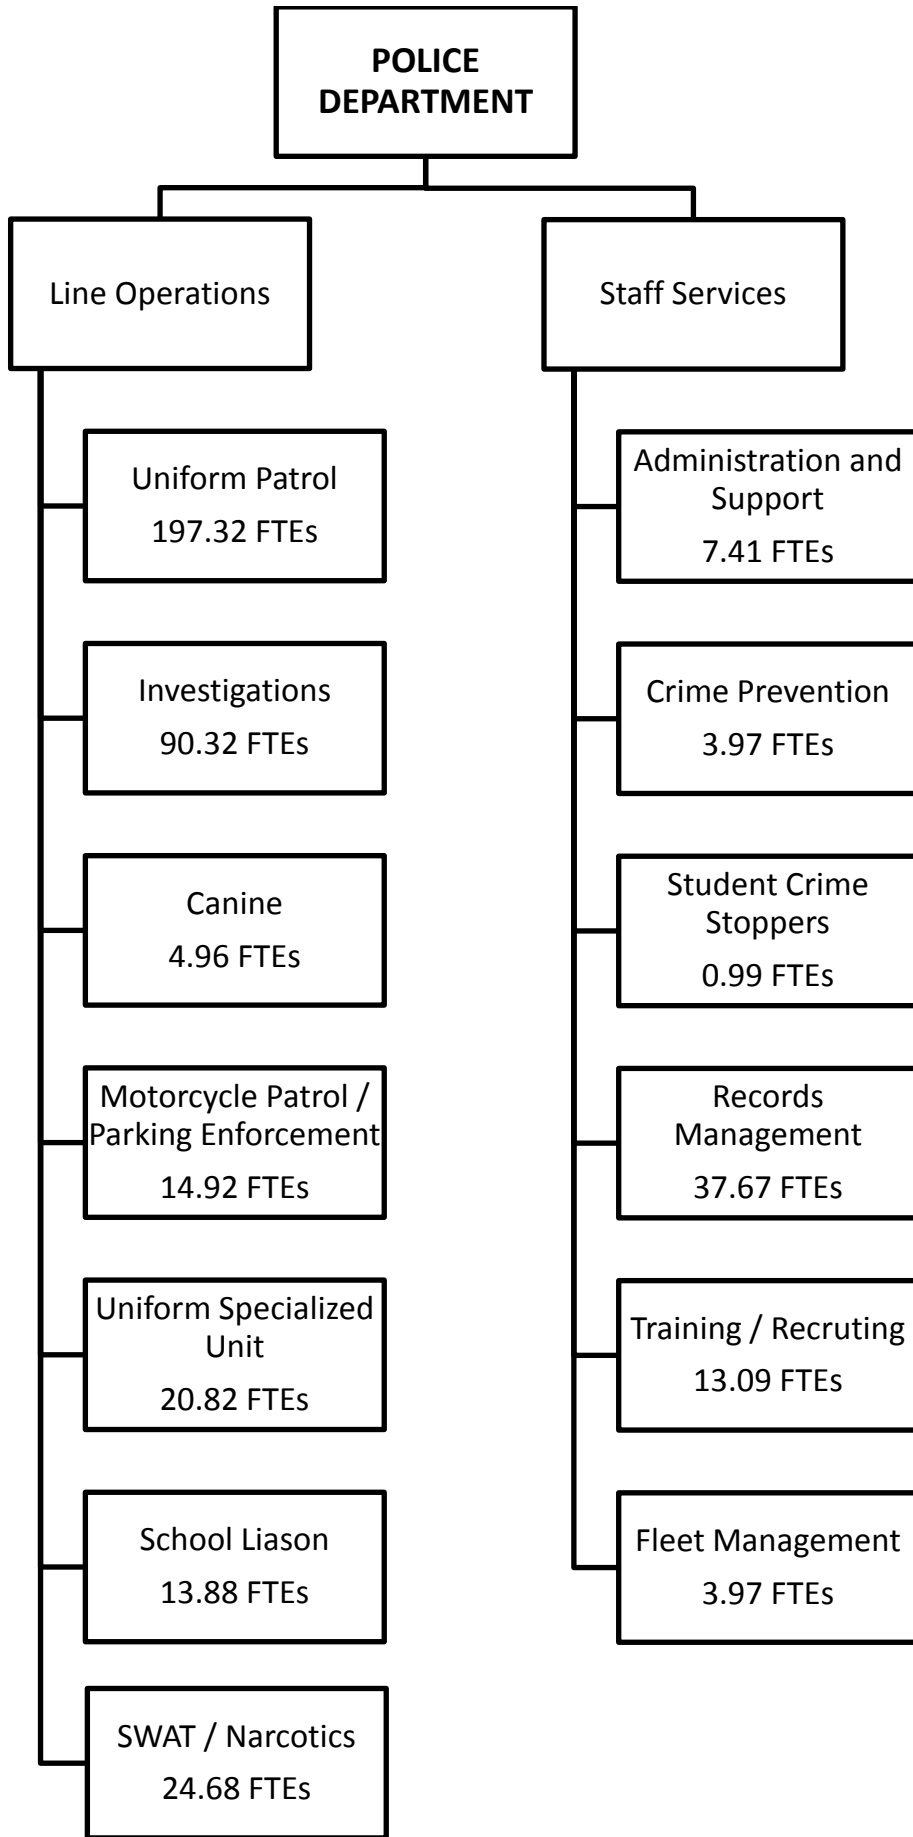 POLICE
DEPARTMENT
Line Operations
Uniform Patrol
197.32 FTEs
Investigations
90.32 FTEs
Canine
4.96 FTEs
Motorcycle Patrol /
Parking Enforcement
14.92 FTEs
Uniform Specialized
Unit
20.82 FTEs
School Liason
13.88 FTEs
SWAT / Narcotics
24.68 FTEs
Staff Services
Administration and
Support
7.41 FTEs
Crime Prevention
3.97 FTEs
Student Crime
Stoppers
0.99 FTEs
Records
Management
37.67 FTEs
Training / Recruting
13.09 FTEs
Fleet Management
3.97 FTEs